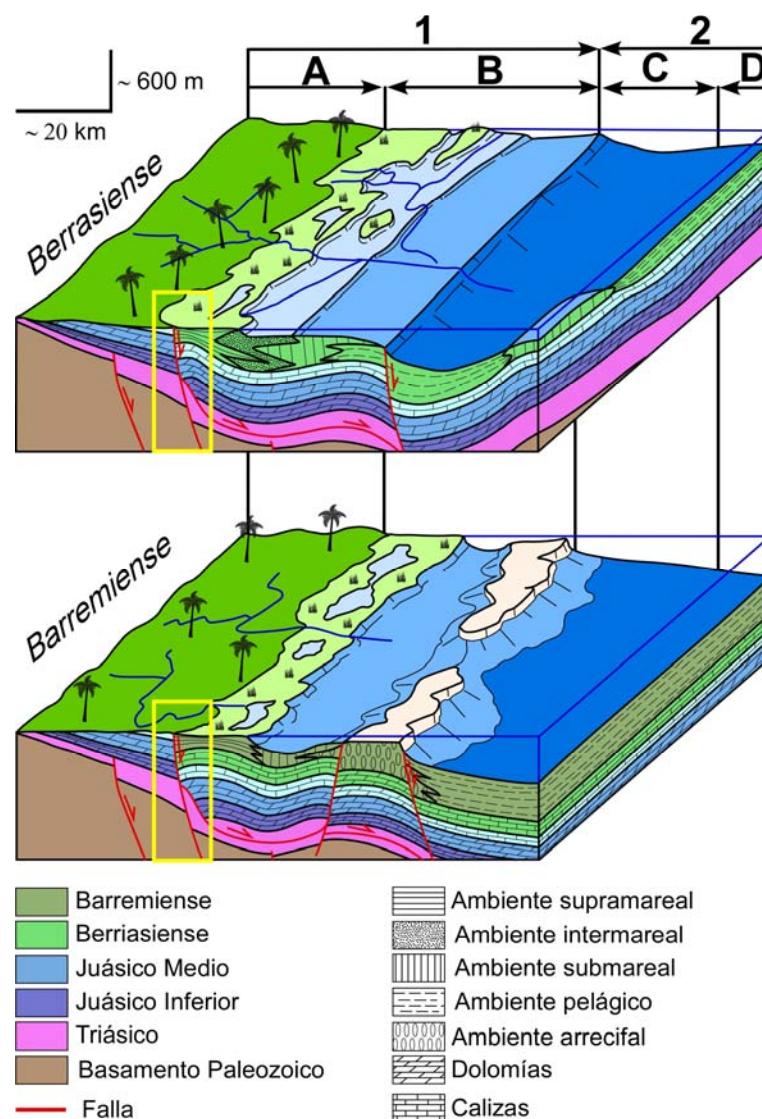 1 2
A B C D
~ 600 m
~ 20 km
Berrasiense
Barremiense
Barremiense
Berriasiense
Juásico Medio
Juásico Inferior
Triásico
Basamento Paleozoico
Falla
Ambiente supramareal
Ambiente intermareal
Ambiente submareal
Ambiente pelágico
Ambiente arrecifal
Dolomías
Calizas